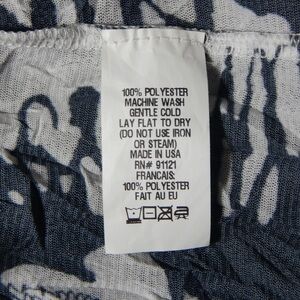 100% POLYESTER
MACHINE WASH
GENTLE COLD
LAY FLAT TO DRY
(DO NOT USE IRON
OR STEAM)
MADE IN USA
RN# 91121
FRANCAIS:
100% POLYESTER
FAIT AU EU